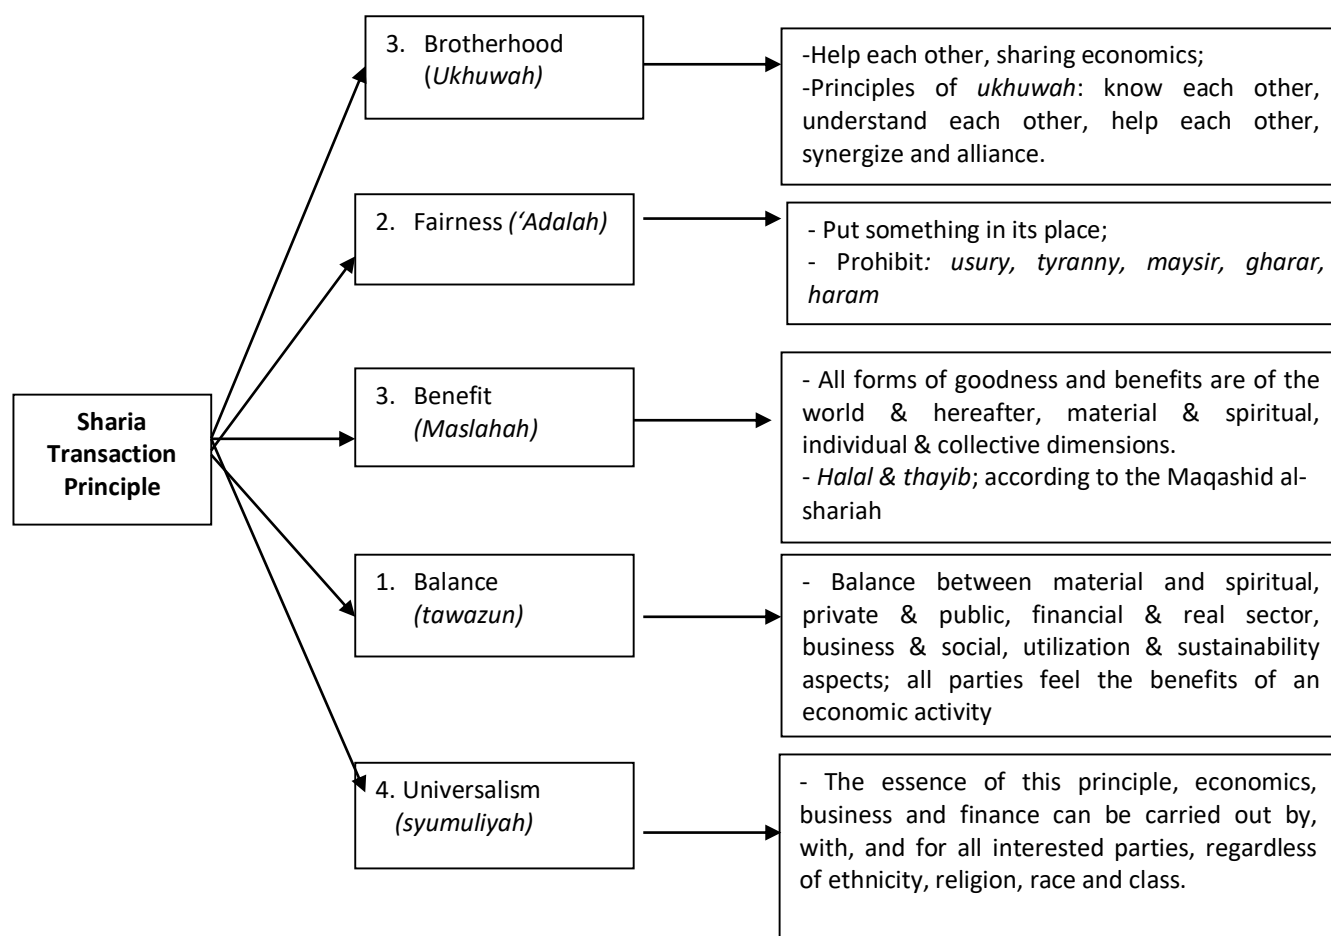 Sharia
Transaction
Principle
3. Brotherhood
(Ukhuwah)
-Help each other, sharing economics;
-Principles of ukhuwah: know each other,
understand each other, help each other,
synergize and alliance.
2. Fairness (‘Adalah)
- Put something in its place;
- Prohibit: usury, tyranny, maysir, gharar,
haram
3. Benefit
(Maslahah)
- All forms of goodness and benefits are of the
world & hereafter, material & spiritual,
individual & collective dimensions.
- Halal & thayib; according to the Maqashid al-
shariah
1. Balance
(tawazun)
- Balance between material and spiritual,
private & public, financial & real sector,
business & social, utilization & sustainability
aspects; all parties feel the benefits of an
economic activity
4. Universalism
(syumuliyah)
- The essence of this principle, economics,
business and finance can be carried out by,
with, and for all interested parties, regardless
of ethnicity, religion, race and class.